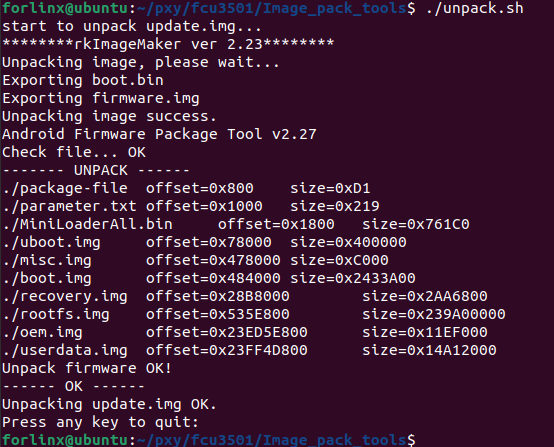 forlinx@ubuntu:~/pxy/fcu3501/Image_pack_tools$ ./unpack.sh
start to unpack update.img...
********rkImageMaker ver 2.23********
Unpacking image, please wait...
Exporting boot.bin
Exporting firmware.img
Unpacking image success.
Android Firmware Package Tool v2.27
Check file... OK
------- UNPACK ------
./package-file  offset=0x800    size=0xD1
./parameter.txt offset=0x1000   size=0x219
./MiniLoaderAll.bin     offset=0x1800   size=0x761C0
./uboot.img     offset=0x78000  size=0x400000
./misc.img      offset=0x478000 size=0xC000
./boot.img      offset=0x484000 size=0x2433A00
./recovery.img  offset=0x28B8000        size=0x2AA6800
./rootfs.img    offset=0x535E800        size=0x239A00000
./oem.img       offset=0x23ED5E800      size=0x11EF000
./userdata.img  offset=0x23FF4D800      size=0x14A12000
Unpack firmware OK!
------ OK ------
Unpacking update.img OK.
Press any key to quit:
forlinx@ubuntu:~/pxy/fcu3501/Image_pack_tools$